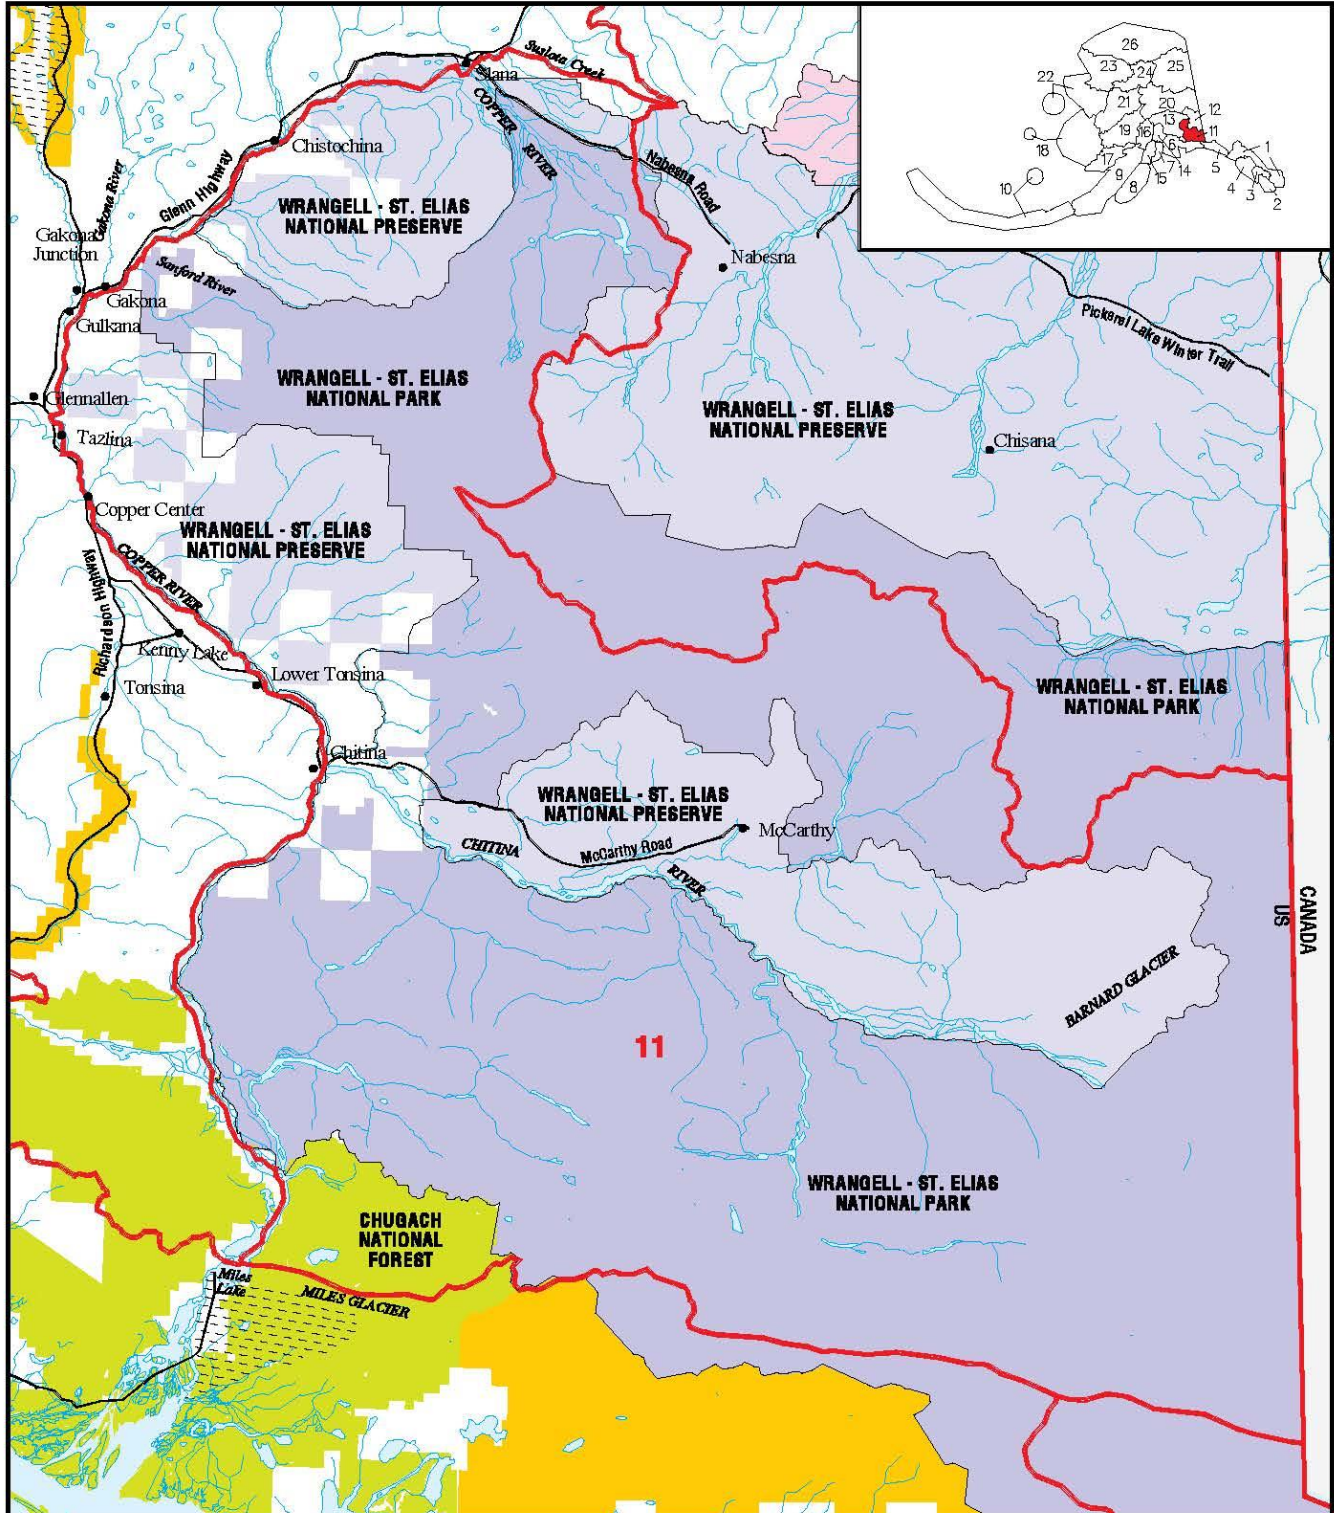 26
23
24
25
22
21
20
12
13
11
19
16
18
6
1
17
9
7
14
5
15
10
8
4
3
2
Suslota Creek
Slana
COPPER
RIVER
Chistochina
Nabesna Road
Glenn Highway
Gakona River
WRANGELL - ST. ELIAS
NATIONAL PRESERVE
Gakona
Junction
Nabesna
Sanford River
Gakona
Gulkana
Pickerel Lake Winter Trail
WRANGELL - ST. ELIAS
NATIONAL PARK
Glennallen
WRANGELL - ST. ELIAS
NATIONAL PRESERVE
Tazlina
Chisana
Copper Center
WRANGELL - ST. ELIAS
NATIONAL PRESERVE
COPPER RIVER
Richardson Highway
Kenny Lake
Lower Tonsina
Tonsina
WRANGELL - ST. ELIAS
NATIONAL PARK
Chitina
WRANGELL - ST. ELIAS
NATIONAL PRESERVE
McCarthy
CHITINA
McCarthy Road
RIVER
CANADA
US
BARNARD GLACIER
11
WRANGELL - ST. ELIAS
NATIONAL PARK
CHUGACH
NATIONAL
FOREST
Miles
Lake
MILES GLACIER